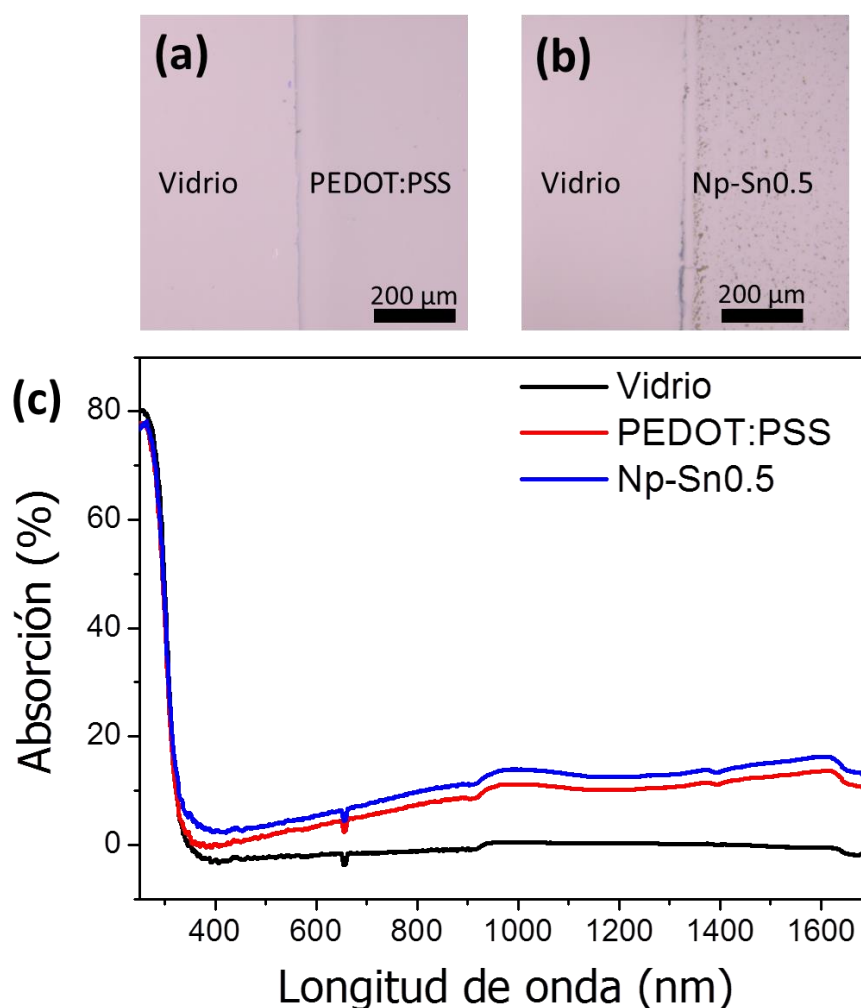 (a)
Vidrio PEDOT:PSS
200 μm
(b)
Vidrio Np-Sn0.5
200 μm
(c)
Vidrio
PEDOT:PSS
Np-Sn0.5
80
60
40
20
0
Absorción (%)
400 600 800 1000 1200 1400 1600
Longitud de onda (nm)